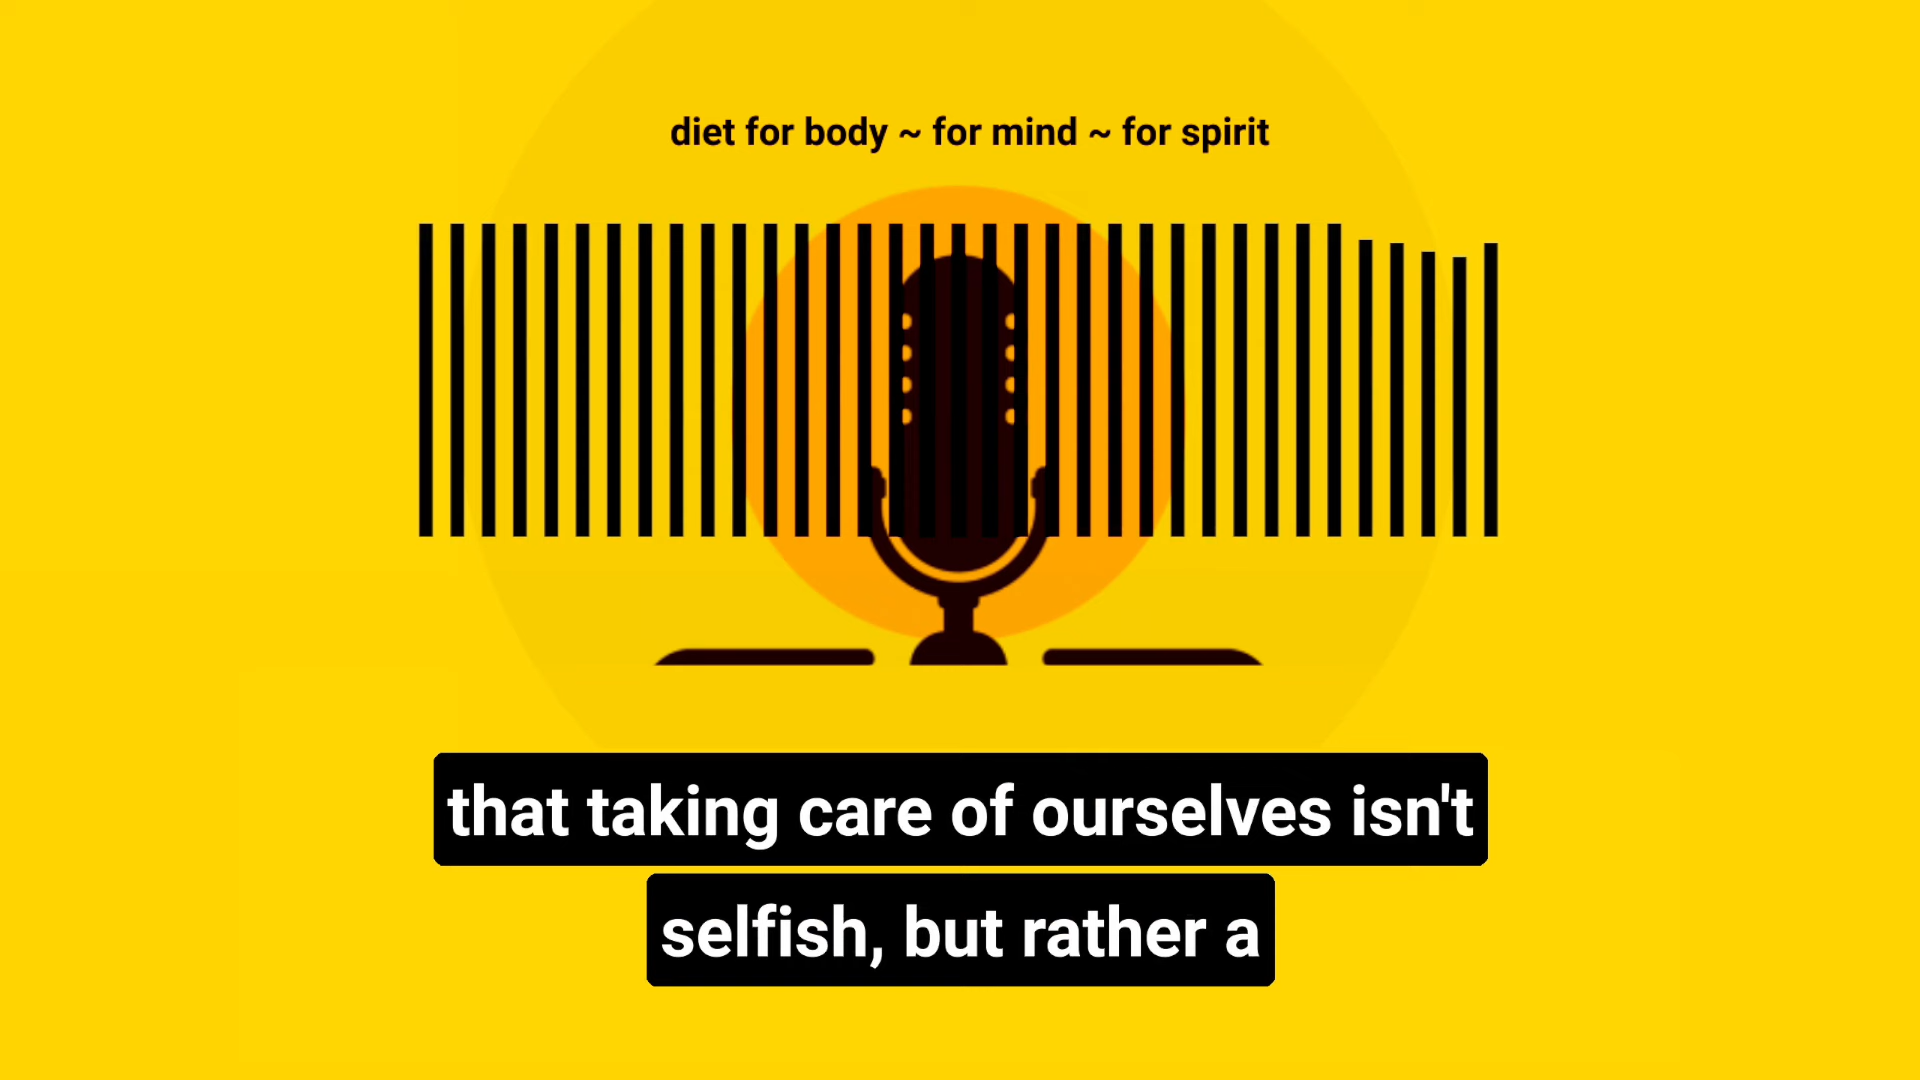 diet for body ~ for mind ~ for spirit
that taking care of ourselves isn't
selfish, but rather a